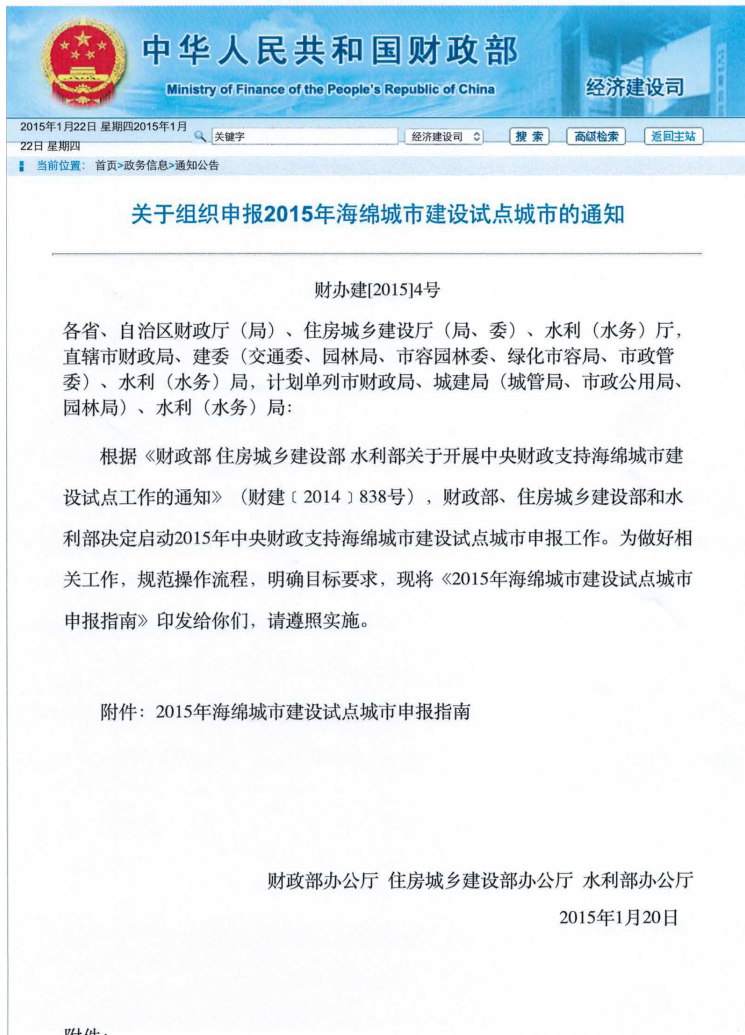 中华人民共和国财政部
Ministry of Finance of the People's Republic of China
经济建设司
2015年1月22日 星期四2015年1月
22日 星期四
关键字
经济建设司
搜 索
高级检索
返回主站
当前位置: 首页>政务信息>通知公告
关于组织申报2015年海绵城市建设试点城市的通知
财办建[2015]4号
各省、自治区财政厅(局)、住房城乡建设厅(局、委)、水利(水务)厅,
直辖市财政局、建委(交通委、园林局、市容园林委、绿化市容局、市政管
委)、水利(水务)局,计划单列市财政局、城建局(城管局、市政公用局、
园林局)、水利(水务)局:
根据《财政部 住房城乡建设部 水利部关于开展中央财政支持海绵城市建
设试点工作的通知》(财建﹝2014﹞838号),财政部、住房城乡建设部和水
利部决定启动2015年中央财政支持海绵城市建设试点城市申报工作。为做好相
关工作,规范操作流程,明确目标要求,现将《2015年海绵城市建设试点城市
申报指南》印发给你们,请遵照实施。
附件:2015年海绵城市建设试点城市申报指南
财政部办公厅 住房城乡建设部办公厅 水利部办公厅
2015年1月20日
附件: